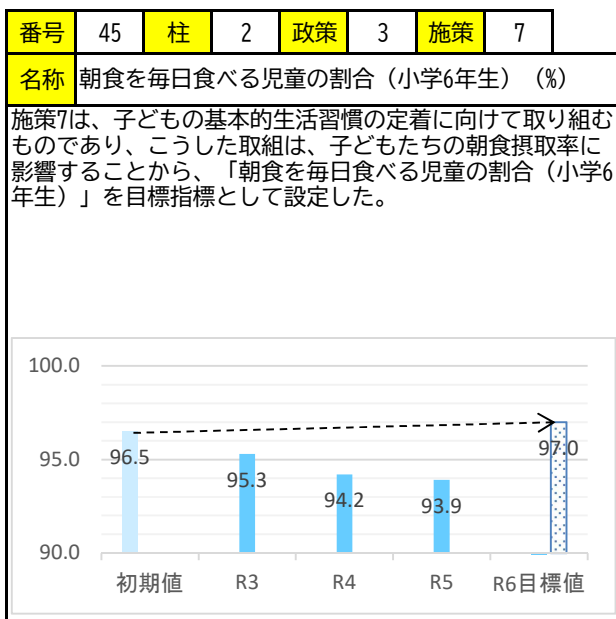 番号 45 柱 2 政策 3 施策 7
名称 朝食を毎日食べる児童の割合（小学6年生）（%）
施策7は、子どもの基本的生活習慣の定着に向けて取り組む
ものであり、こうした取組は、子どもたちの朝食摂取率に
影響することから、「朝食を毎日食べる児童の割合（小学6
年生）」を目標指標として設定した。
100.0
95.0
90.0
96.5
95.3
94.2
93.9
97.0
初期値 R3 R4 R5 R6目標値